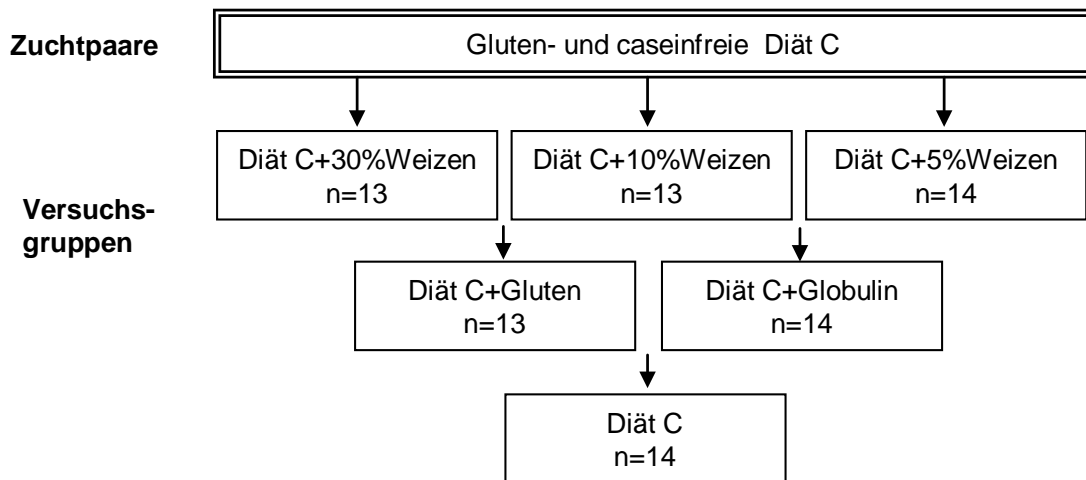 Zuchtpaare
Gluten- und caseinfreie Diät C
Diät C+30%Weizen
n=13
Diät C+10%Weizen
n=13
Diät C+5%Weizen
n=14
Versuchs-
gruppen
Diät C+Gluten
n=13
Diät C+Globulin
n=14
Diät C
n=14